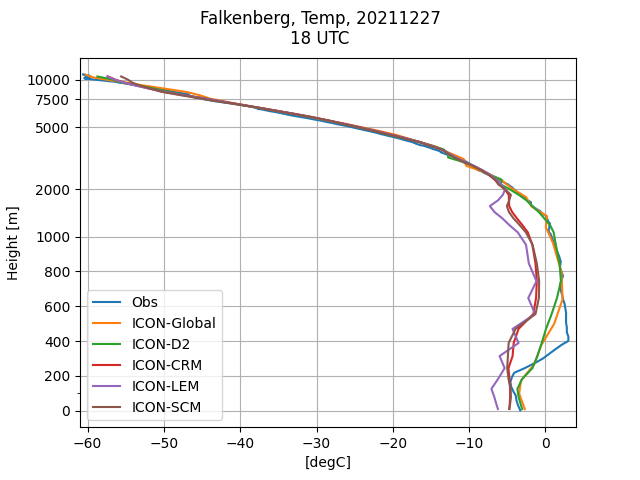 Falkenberg, Temp, 20211227
18 UTC
Height [m]
10000
7500
5000
2000
1000
800
600
400
200
0
Obs
ICON-Global
ICON-D2
ICON-CRM
ICON-LEM
ICON-SCM
−60 −50 −40 −30 −20 −10 0
[degC]